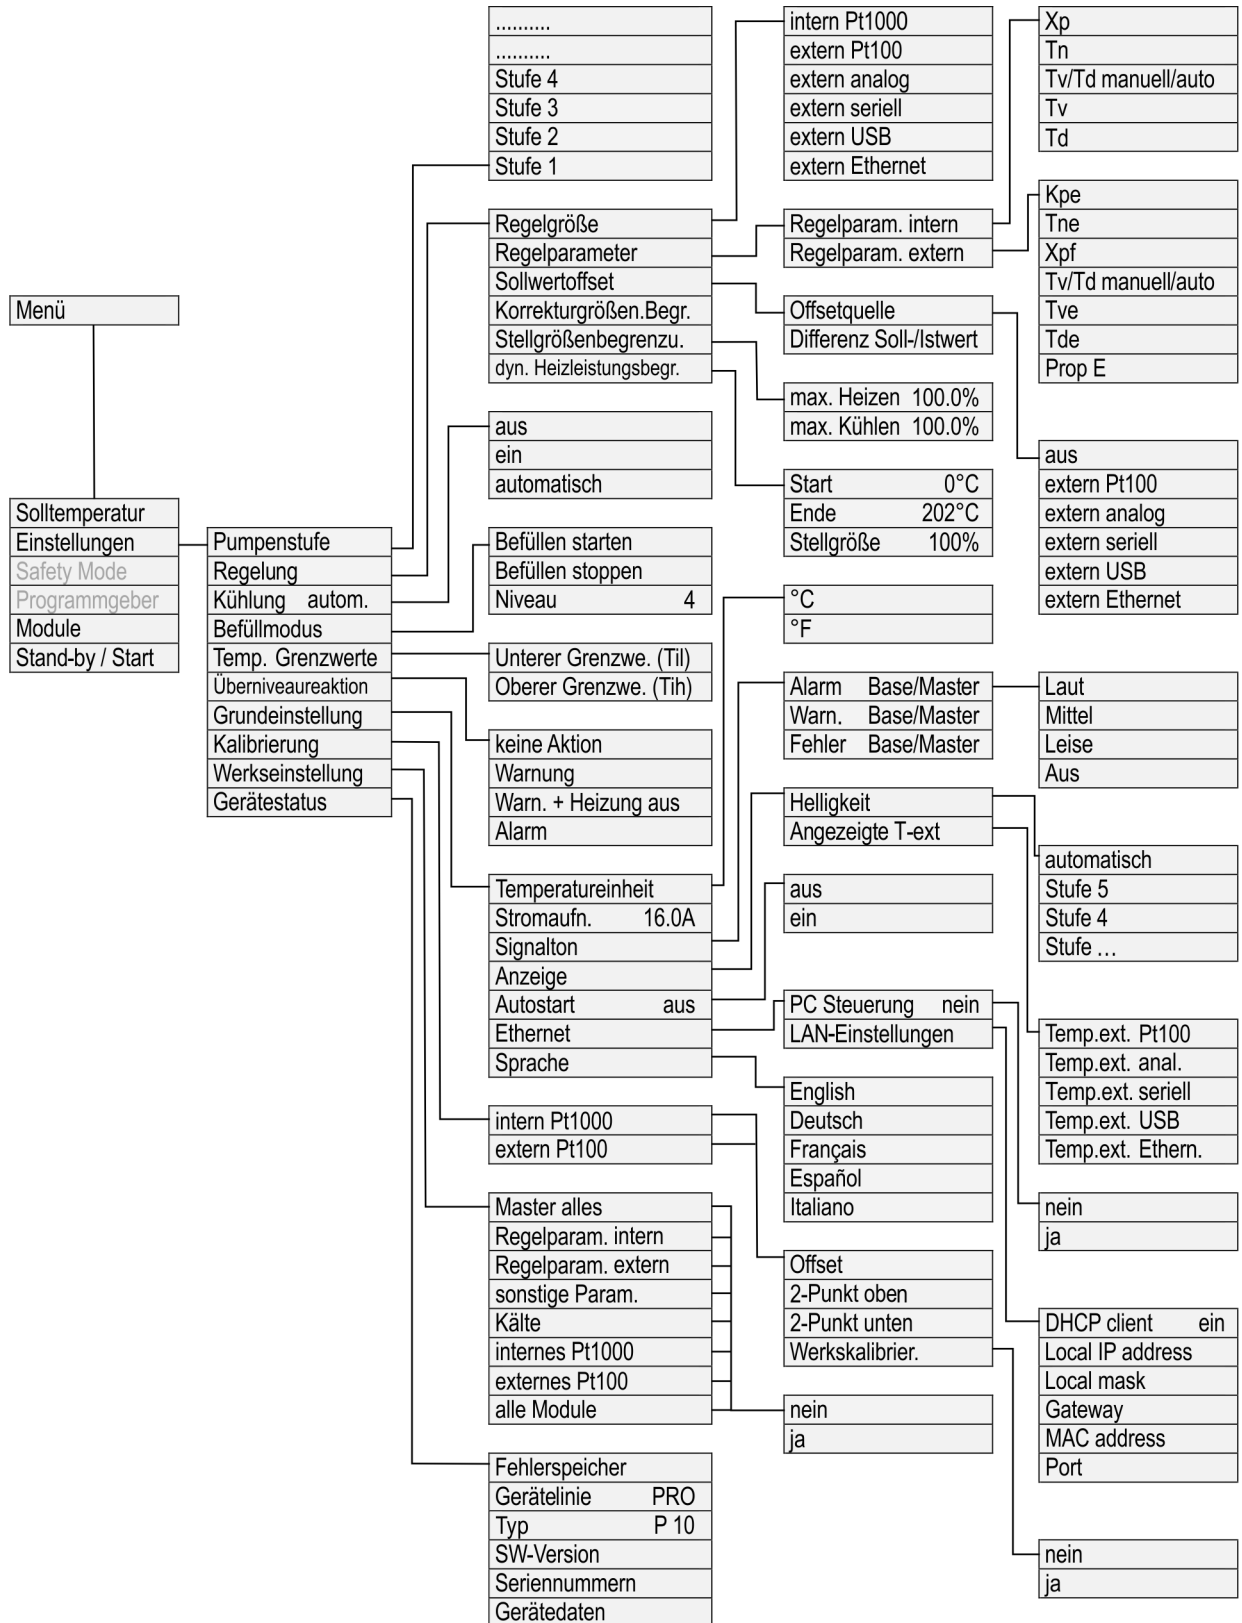 Menü
Solltemperatur
Einstellungen
Safety Mode
Programmgeber
Module
Stand-by / Start
Pumpenstufe
Regelung
Kühlung autom.
Befüllmodus
Temp. Grenzwerte
Überniveaureaktion
Grundeinstellung
Kalibrierung
Werkseinstellung
Gerätestatus
..........
..........
Stufe 4
Stufe 3
Stufe 2
Stufe 1
Regelgröße
Regelparameter
Sollwertoffset
Korrekturgrößen.Begr.
Stellgrößenbegrenzu.
dyn. Heizleistungsbegr.
aus
ein
automatisch
Befüllen starten
Befüllen stoppen
Niveau 4
Unterer Grenzwe. (Til)
Oberer Grenzwe. (Tih)
keine Aktion
Warnung
Warn. + Heizung aus
Alarm
Temperatureinheit
Stromaufn. 16.0A
Signalton
Anzeige
Autostart aus
Ethernet
Sprache
intern Pt1000
extern Pt100
Master alles
Regelparam. intern
Regelparam. extern
sonstige Param.
Kälte
internes Pt1000
externes Pt100
alle Module
Fehlerspeicher
Gerätelinie PRO
Typ P 10
SW-Version
Seriennummern
Gerätedaten
intern Pt1000
extern Pt100
extern analog
extern seriell
extern USB
extern Ethernet
Regelparam. intern
Regelparam. extern
Offsetquelle
Differenz Soll-/Istwert
max. Heizen 100.0%
max. Kühlen 100.0%
Start 0°C
Ende 202°C
Stellgröße 100%
°C
°F
Alarm Base/Master
Warn. Base/Master
Fehler Base/Master
Helligkeit
Angezeigte T-ext
aus
ein
PC Steuerung nein
LAN-Einstellungen
English
Deutsch
Français
Español
Italiano
Offset
2-Punkt oben
2-Punkt unten
Werkskalibrier.
nein
ja
Xp
Tn
Tv/Td manuell/auto
Tv
Td
Kpe
Tne
Xpf
Tv/Td manuell/auto
Tve
Tde
Prop E
aus
extern Pt100
extern analog
extern seriell
extern USB
extern Ethernet
Laut
Mittel
Leise
Aus
automatisch
Stufe 5
Stufe 4
Stufe …
Temp.ext. Pt100
Temp.ext. anal.
Temp.ext. seriell
Temp.ext. USB
Temp.ext. Ethern.
nein
ja
DHCP client ein
Local IP address
Local mask
Gateway
MAC address
Port
nein
ja